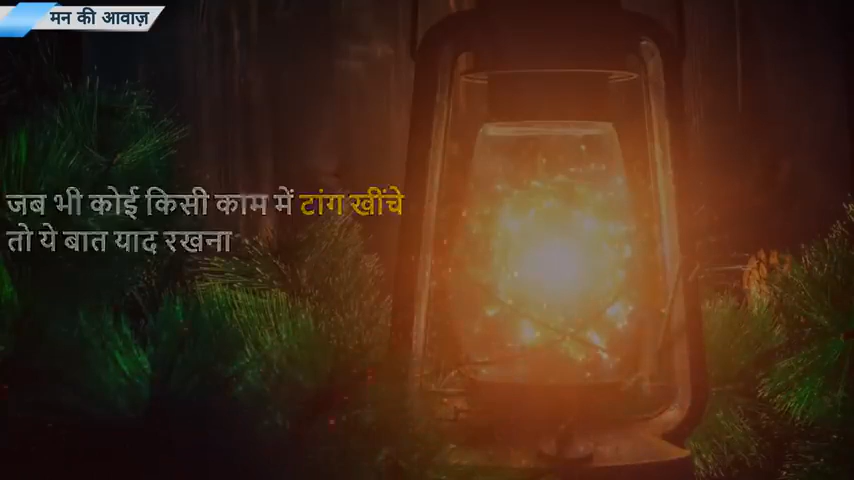 मन की आवाज़
जब भी कोई किसी काम में टांग खींचे
तो ये बात याद रखना